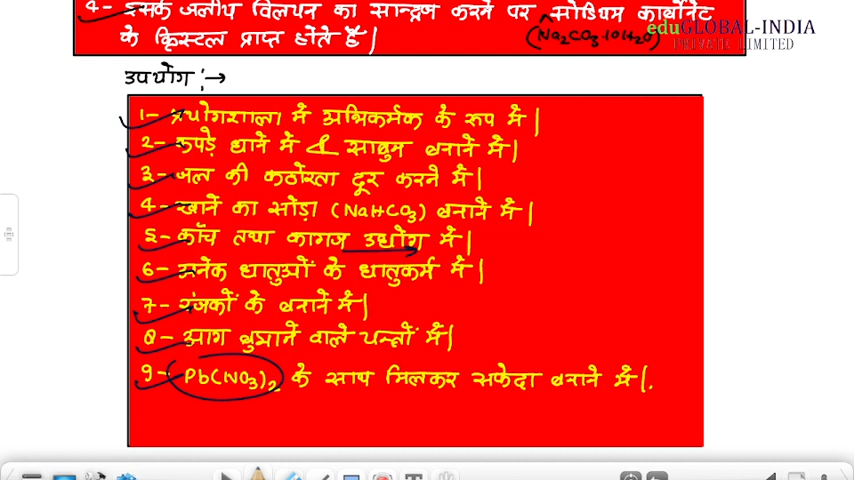 4- इसके जलीय विलयन का सान्द्रण करने पर सोडियम कार्बोनेट
के क्रिस्टल प्राप्त होते हैं| (Na2CO3·10H2O)
eduGLOBAL-INDIA
PRIVATE LIMITED
उपयोग :→
1- प्रयोगशाला में अभिकर्मक के रूप में|
2- कपड़े धोने में & साबुन बनाने में|
3- जल की कठोरता दूर करने में|
4- खाने का सोड़ा (NaHCO3) बनाने में|
5- काँच तथा कागज उद्योग में|
6- अनेक धातुओं के धातुकर्म में|
7- रंजकों के बनाने में|
8- आग बुझाने वाले यन्त्रों में|
9- Pb(NO3)2 के साथ मिलकर सफेदा बनाने में|.